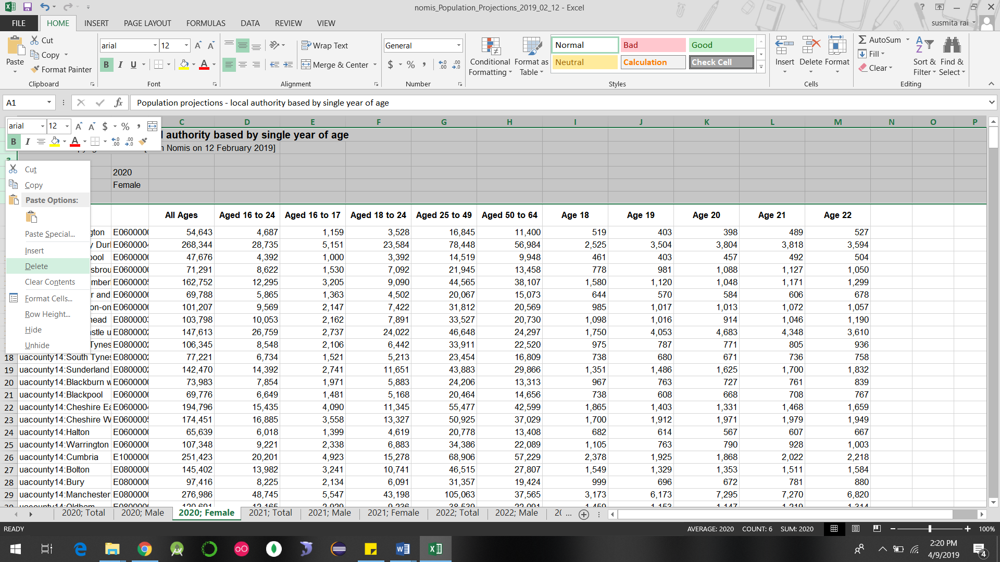 nomis_Population_Projections_2019_02_12 - Excel
FILE HOME INSERT PAGE LAYOUT FORMULAS DATA REVIEW VIEW susmita rai
Paste Cut Copy Format Painter Clipboard
arial 12 B I U Font
Wrap Text Merge & Center Alignment
General $ % , Number
Conditional Formatting Format as Table
Normal Bad Good
Neutral Calculation Check Cell
Styles
Insert Delete Format Cells
AutoSum Fill Clear Sort & Filter Find & Select Editing
A1 fx Population projections - local authority based by single year of age
arial 12 $ % ,
B I A
C D E F G H I J K L M N O P
authority based by single year of age
Nomis on 12 February 2019]
2020
Female
Cut
Copy
Paste Options:
Paste Special...
Insert
Delete
Clear Contents
Format Cells...
Row Height...
Hide
Unhide
All Ages Aged 16 to 24 Aged 16 to 17 Aged 18 to 24 Aged 25 to 49 Aged 50 to 64 Age 18 Age 19 Age 20 Age 21 Age 22
gton E0600000 54,643 4,687 1,159 3,528 16,845 11,400 519 403 398 489 527
y Durl E0600004 268,344 28,735 5,151 23,584 78,448 56,984 2,525 3,504 3,804 3,818 3,594
ool E0600000 47,676 4,392 1,000 3,392 14,519 9,948 461 403 457 492 504
sbrou E0600000 71,291 8,622 1,530 7,092 21,945 13,458 778 981 1,088 1,127 1,050
mber E0600005 162,752 12,295 3,205 9,090 44,565 38,107 1,580 1,120 1,048 1,171 1,299
r and E0600000 69,788 5,865 1,363 4,502 20,067 15,073 644 570 584 606 678
on-on E0600000 101,207 9,569 2,147 7,422 31,812 20,569 985 1,017 1,013 1,072 1,057
head E0800003 103,798 10,053 2,162 7,891 33,527 20,730 1,098 1,016 914 1,046 1,190
stle u E0800002 147,613 26,759 2,737 24,022 46,648 24,297 1,750 4,053 4,683 4,348 3,610
Tynes E0800002 106,345 8,548 2,106 6,442 33,911 22,520 975 787 771 805 936
18 uacounty14:South Tynes E0800002 77,221 6,734 1,521 5,213 23,454 16,809 738 680 671 736 758
19 uacounty14:Sunderland E0800002 142,470 14,392 2,741 11,651 43,883 29,866 1,351 1,486 1,625 1,700 1,832
20 uacounty14:Blackburn w E0600000 73,983 7,854 1,971 5,883 24,206 13,313 967 763 727 761 839
21 uacounty14:Blackpool E0600000 69,776 6,649 1,481 5,168 20,464 14,656 738 608 668 708 767
22 uacounty14:Cheshire Ea E0600004 194,796 15,435 4,090 11,345 55,477 42,599 1,865 1,403 1,331 1,468 1,659
23 uacounty14:Cheshire W E0600005 174,451 16,885 3,558 13,327 50,925 37,029 1,700 1,912 1,971 1,979 1,949
24 uacounty14:Halton E0600000 65,639 6,018 1,399 4,619 20,778 13,408 682 614 567 607 667
25 uacounty14:Warrington E0600000 107,348 9,221 2,338 6,883 34,386 22,089 1,105 763 790 928 1,003
26 uacounty14:Cumbria E1000000 251,423 20,201 4,923 15,278 68,906 57,229 2,378 1,925 1,868 2,022 2,218
27 uacounty14:Bolton E0800000 145,402 13,982 3,241 10,741 46,515 27,807 1,549 1,329 1,353 1,511 1,584
28 uacounty14:Bury E0800000 97,416 8,225 2,134 6,091 31,357 19,424 999 696 672 781 880
29 uacounty14:Manchester E0800000 276,986 48,745 5,547 43,198 105,063 37,565 3,173 6,173 7,295 7,270 6,820
2020; Total 2020; Male 2020; Female 2021; Total 2021; Male 2021; Female 2022; Total 2022; Male 20 ...
READY AVERAGE: 2020 COUNT: 6 SUM: 2020 100%
2:20 PM
4/9/2019
4